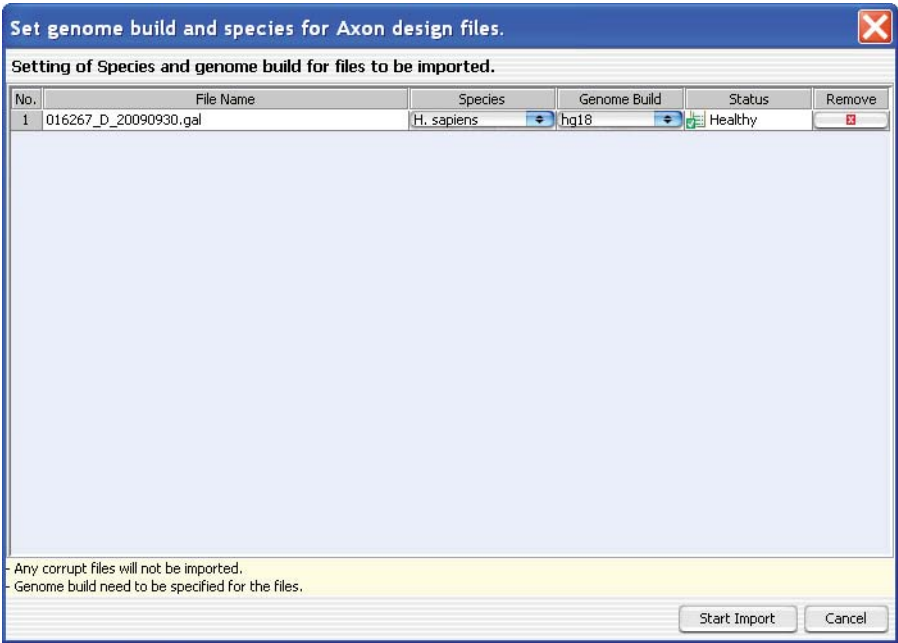 Set genome build and species for Axon design files.
Setting of Species and genome build for files to be imported.
No. File Name Species Genome Build Status Remove
1 016267_D_20090930.gal H. sapiens hg18 Healthy
- Any corrupt files will not be imported.
- Genome build need to be specified for the files.
Start Import Cancel